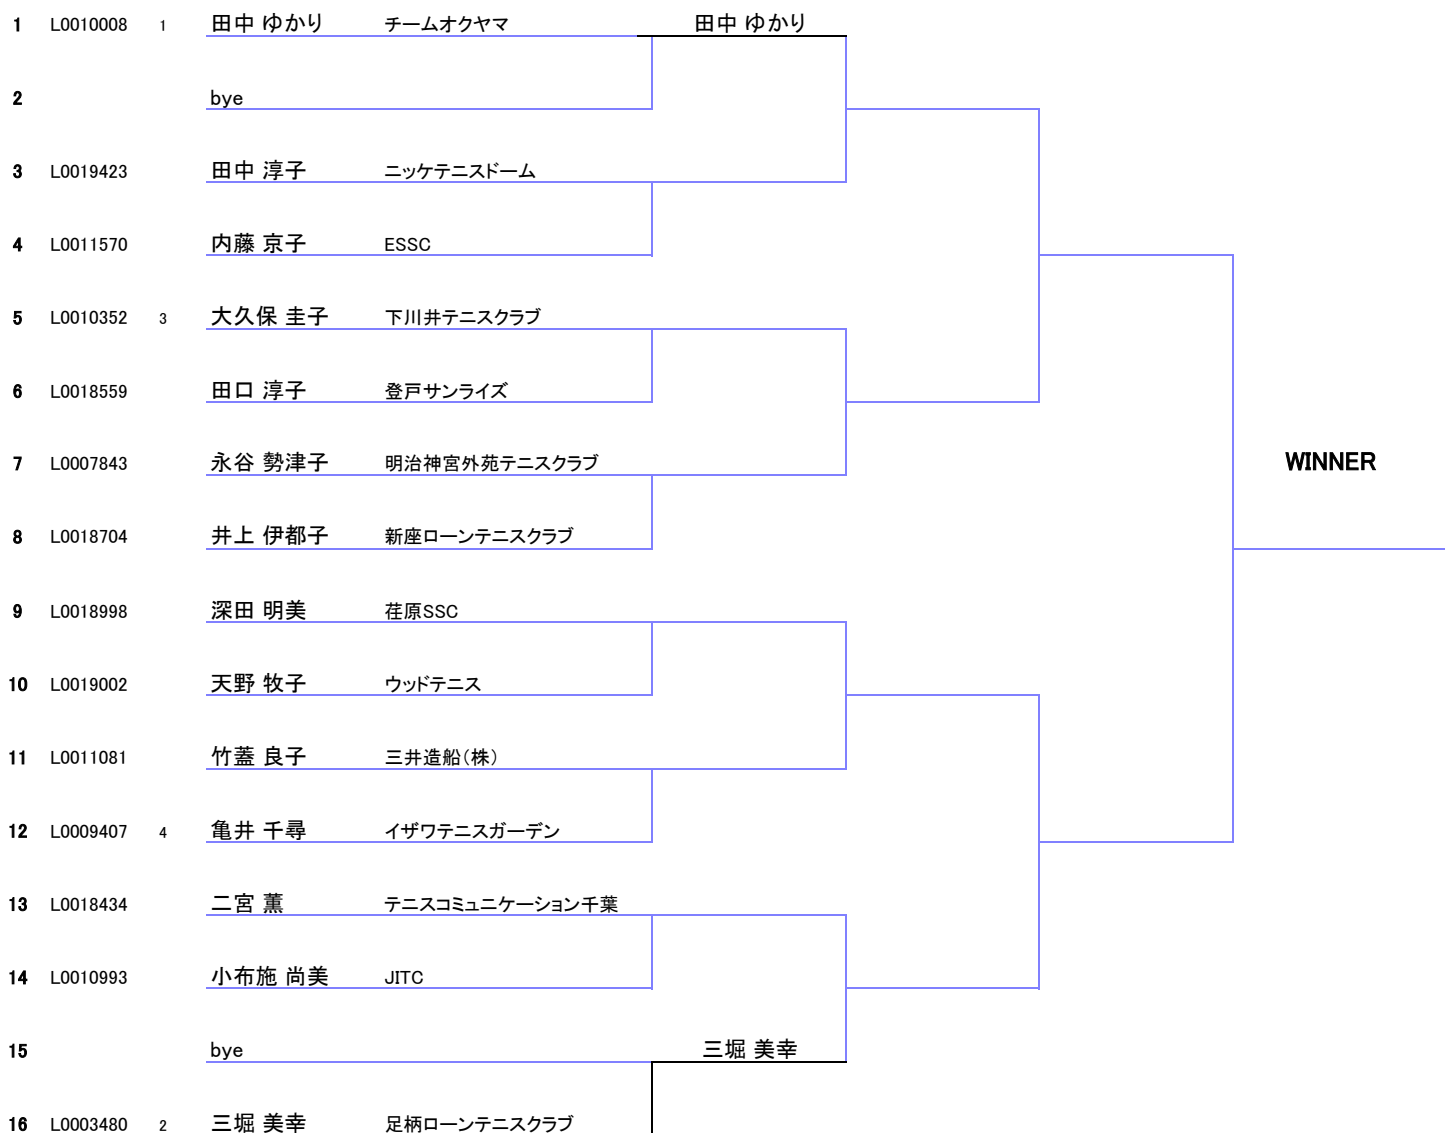 1 L0010008 1 田中 ゆかり チームオクヤマ 田中 ゆかり
2 bye
3 L0019423 田中 淳子 ニッケテニスドーム
4 L0011570 内藤 京子 ESSC
5 L0010352 3 大久保 圭子 下川井テニスクラブ
6 L0018559 田口 淳子 登戸サンライズ
7 L0007843 永谷 勢津子 明治神宮外苑テニスクラブ WINNER
8 L0018704 井上 伊都子 新座ローンテニスクラブ
9 L0018998 深田 明美 荏原SSC
10 L0019002 天野 牧子 ウッドテニス
11 L0011081 竹蓋 良子 三井造船(株)
12 L0009407 4 亀井 千尋 イザワテニスガーデン
13 L0018434 二宮 薫 テニスコミュニケーション千葉
14 L0010993 小布施 尚美 JITC
15 bye 三堀 美幸
16 L0003480 2 三堀 美幸 足柄ローンテニスクラブ